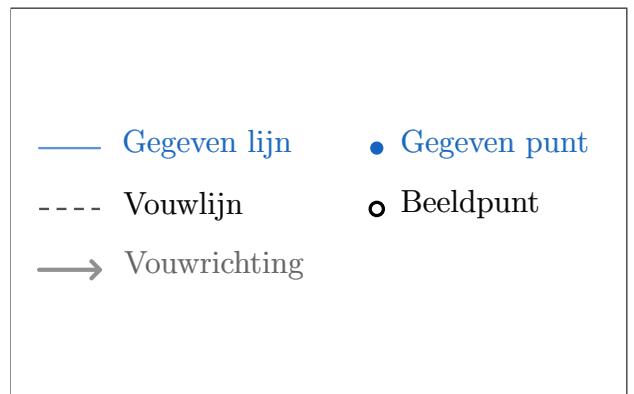 Gegeven lijn
Gegeven punt
Vouwlijn
Beeldpunt
Vouwrichting